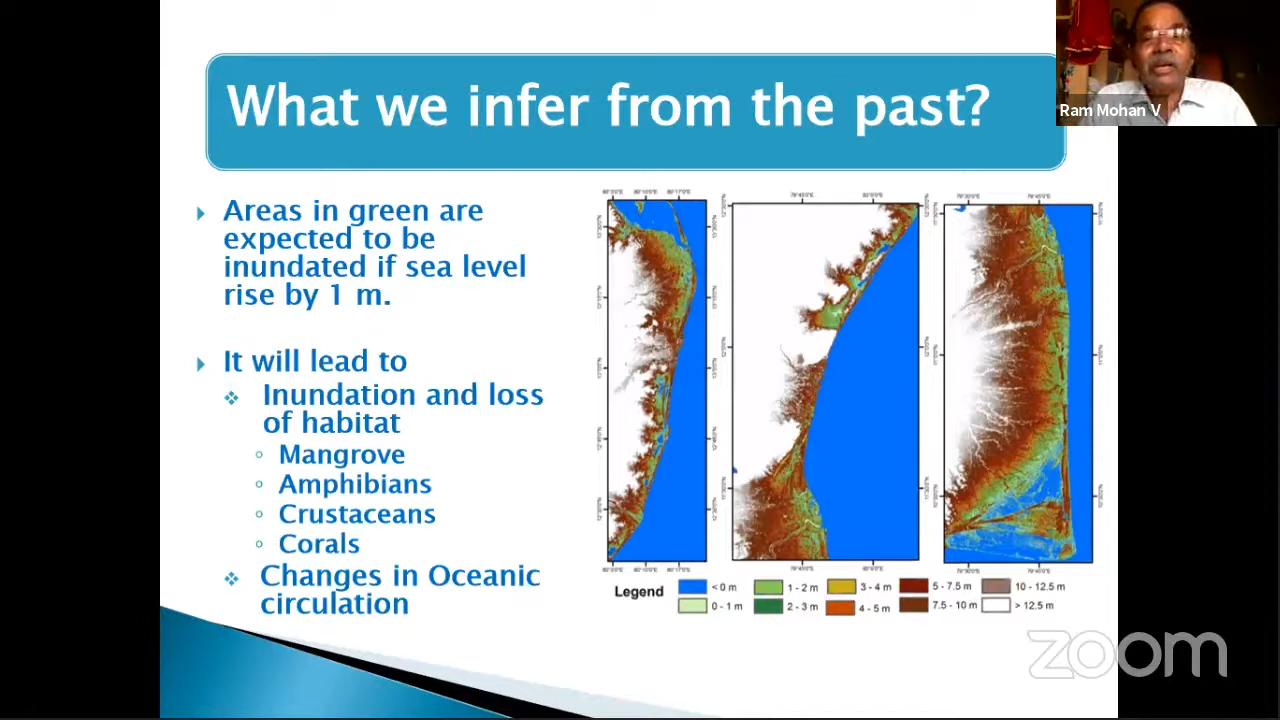 What we infer from the past?
Ram Mohan V
Areas in green are
expected to be
inundated if sea level
rise by 1 m.
It will lead to
Inundation and loss
of habitat
Mangrove
Amphibians
Crustaceans
Corals
Changes in Oceanic
circulation
Legend
< 0 m
1 - 2 m
3 - 4 m
5 - 7.5 m
10 - 12.5 m
0 - 1 m
2 - 3 m
4 - 5 m
7.5 - 10 m
> 12.5 m
zoom